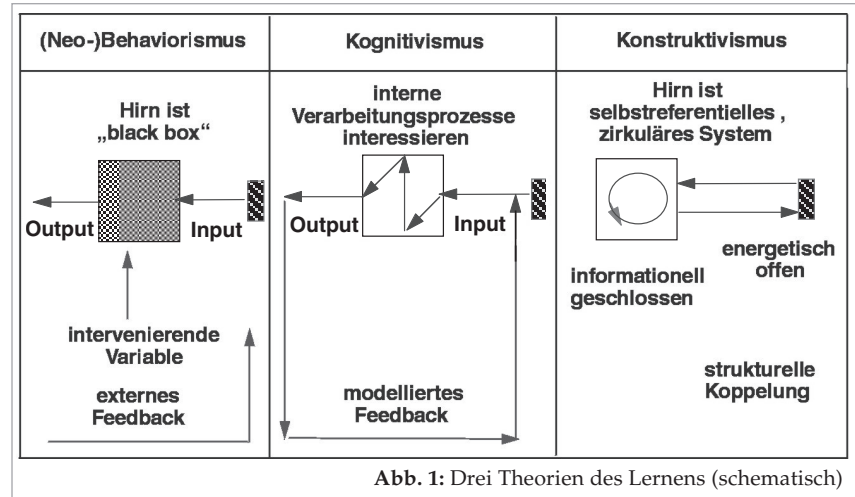 (Neo-)Behaviorismus
Hirn ist
„black box“
Output
Input
intervenierende
Variable
externes
Feedback
Kognitivismus
interne
Verarbeitungsprozesse
interessieren
Output
Input
modelliertes
Feedback
Konstruktivismus
Hirn ist
selbstreferentielles ,
zirkuläres System
energetisch
offen
informationell
geschlossen
strukturelle
Koppelung
Abb. 1: Drei Theorien des Lernens (schematisch)